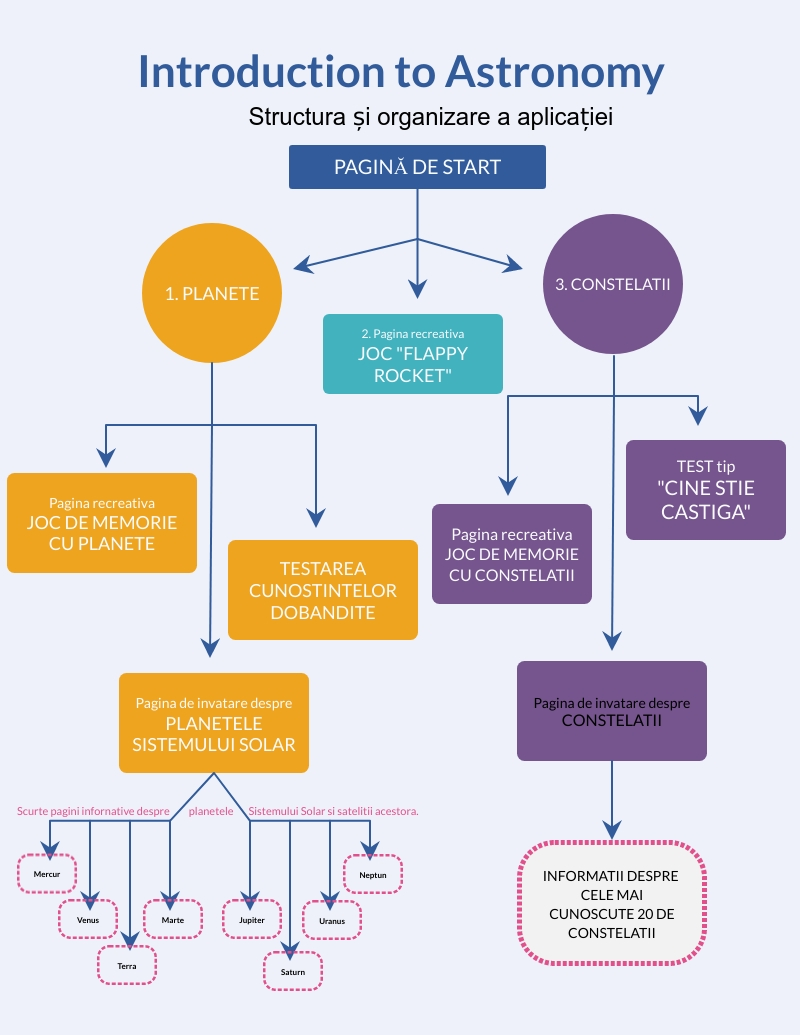 Introduction to Astronomy
Structura și organizare a aplicației
PAGINĂ DE START
1. PLANETE
3. CONSTELATII
2. Pagina recreativa
JOC "FLAPPY
ROCKET"
TEST tip
"CINE STIE
CASTIGA"
Pagina recreativa
JOC DE MEMORIE
CU PLANETE
Pagina recreativa
JOC DE MEMORIE
CU CONSTELATII
TESTAREA
CUNOSTINTELOR
DOBANDITE
Pagina de invatare despre
PLANETELE
SISTEMULUI SOLAR
Pagina de invatare despre
CONSTELATII
Scurte pagini infornative despre planetele Sistemului Solar si satelitii acestora.
Mercur
Neptun
Venus
Marte
Jupiter
Uranus
Terra
Saturn
INFORMATII DESPRE
CELE MAI
CUNOSCUTE 20 DE
CONSTELATII